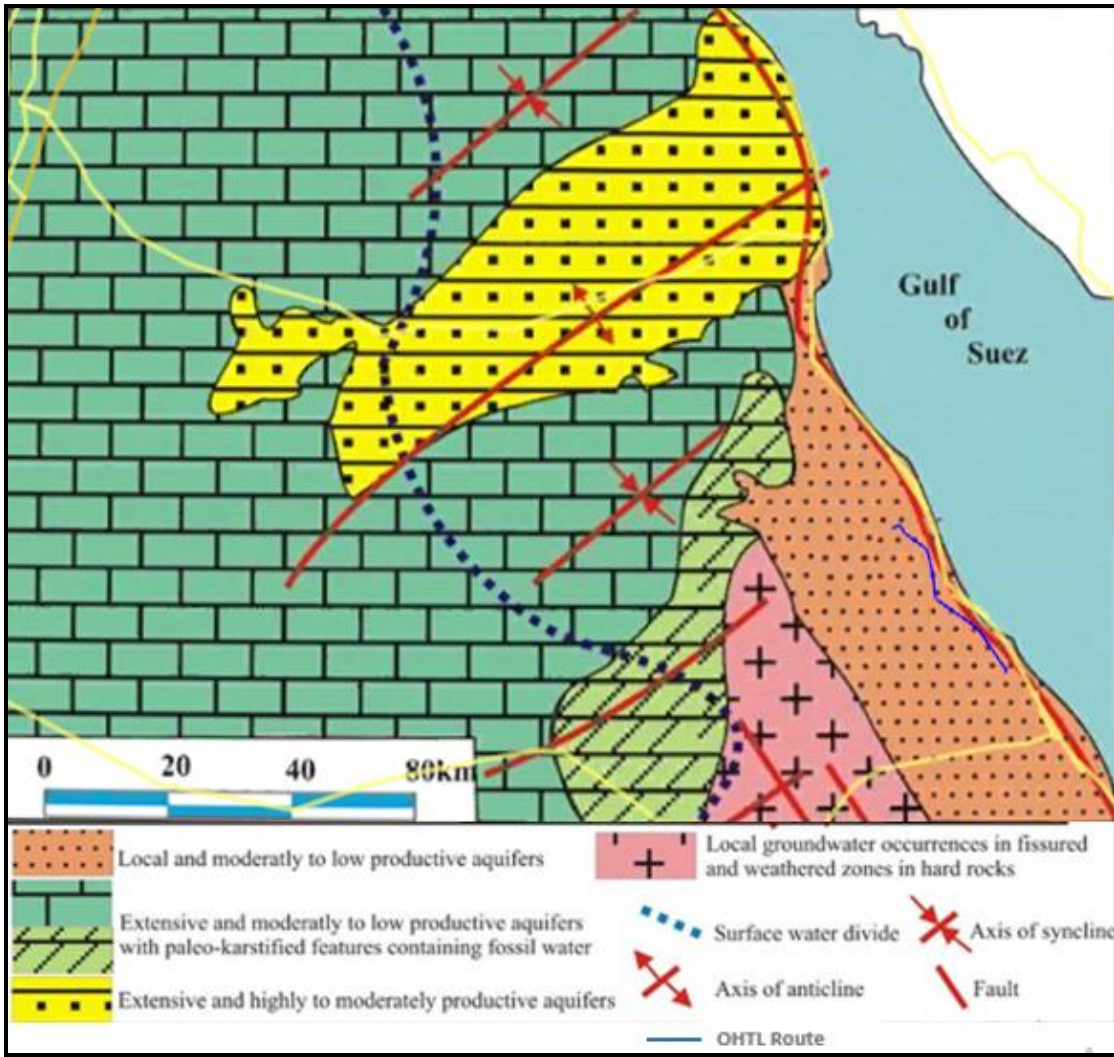 Gulf
of
Suez
0 20 40 80km
Local and moderatly to low productive aquifers
Extensive and moderatly to low productive aquifers
with paleo-karstified features containing fossil water
Extensive and highly to moderately productive aquifers
Local groundwater occurrences in fissured
and weathered zones in hard rocks
Surface water divide
Axis of syncline
Axis of anticline
Fault
OHTL Route